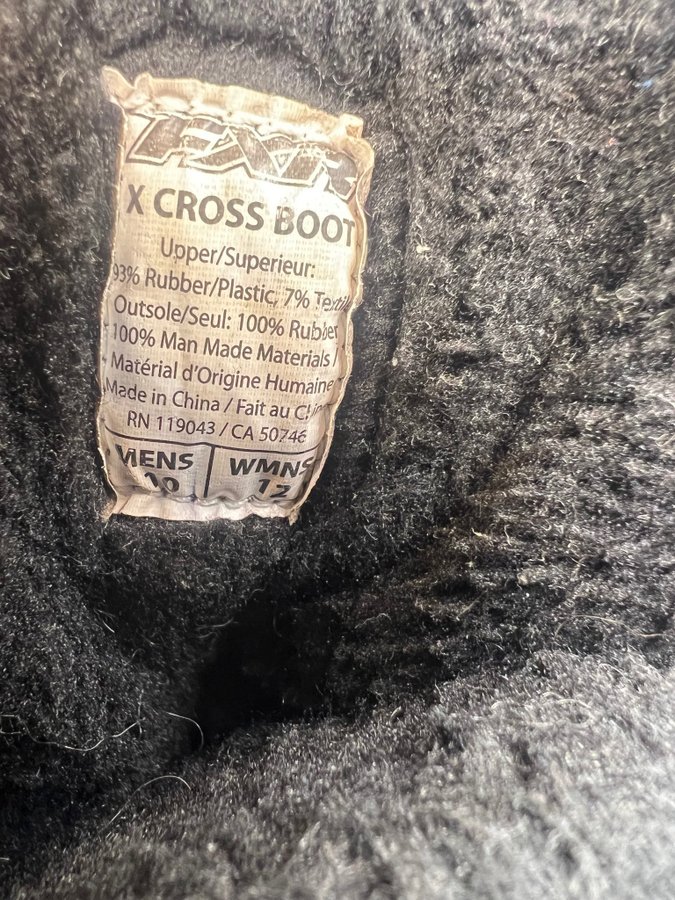 FXR
X CROSS BOOT
Upper/Superieur:
93% Rubber/Plastic, 7% Textil
Outsole/Seul: 100% Rubber
100% Man Made Materials /
Matérial d'Origine Humaine
Made in China / Fait au Chin
RN 119043 / CA 50746
MENS WMNS
10 12